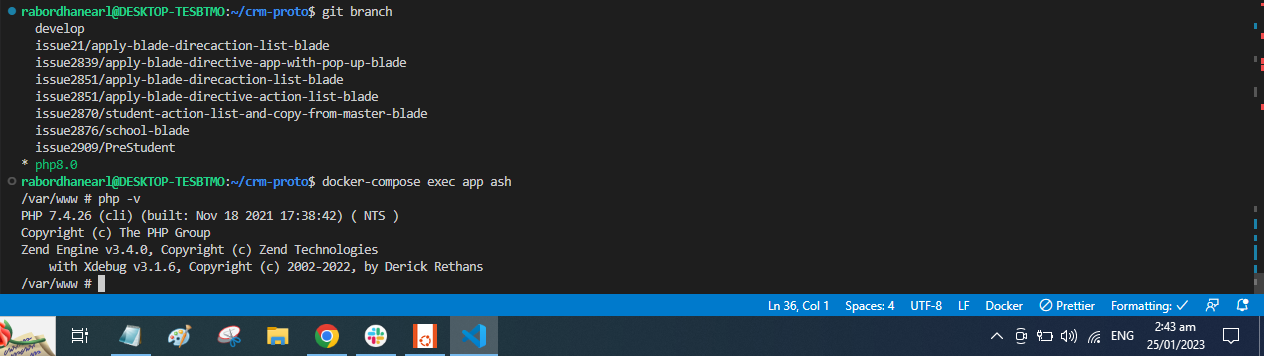 rabordhanearl@DESKTOP-TESBTMO:~/crm-proto$ git branch
develop
issue21/apply-blade-direcaction-list-blade
issue2839/apply-blade-directive-app-with-pop-up-blade
issue2851/apply-blade-direcaction-list-blade
issue2851/apply-blade-directive-action-list-blade
issue2870/student-action-list-and-copy-from-master-blade
issue2876/school-blade
issue2909/PreStudent
* php8.0
rabordhanearl@DESKTOP-TESBTMO:~/crm-proto$ docker-compose exec app ash
/var/www # php -v
PHP 7.4.26 (cli) (built: Nov 18 2021 17:38:42) ( NTS )
Copyright (c) The PHP Group
Zend Engine v3.4.0, Copyright (c) Zend Technologies
with Xdebug v3.1.6, Copyright (c) 2002-2022, by Derick Rethans
/var/www #
Ln 36, Col 1 Spaces: 4 UTF-8 LF Docker Prettier Formatting: ✓
ENG
2:43 am
25/01/2023